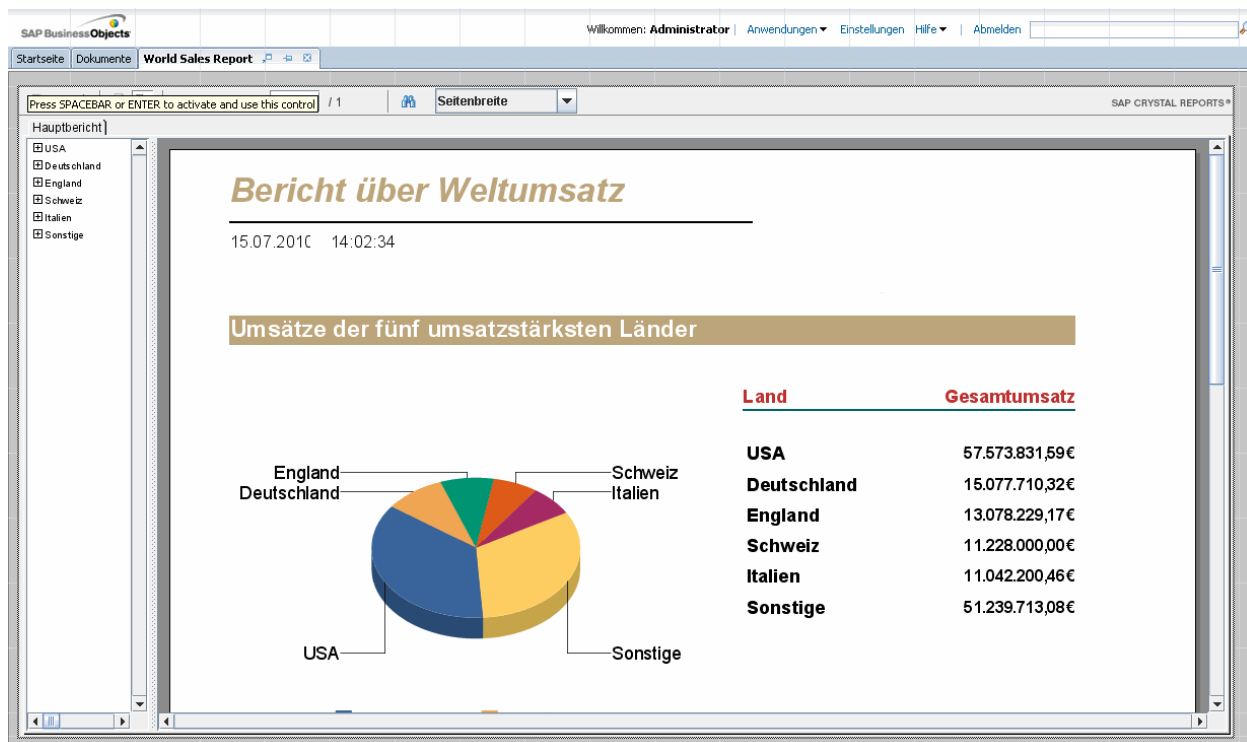 SAP BusinessObjects
Willkommen: Administrator | Anwendungen Einstellungen Hilfe | Abmelden
Startseite Dokumente World Sales Report
Press SPACEBAR or ENTER to activate and use this control
/ 1 Seitenbreite
SAP CRYSTAL REPORTS®
Hauptbericht
USA
Deutschland
England
Schweiz
Italien
Sonstige
Bericht über Weltumsatz
15.07.2010 14:02:34
Umsätze der fünf umsatzstärksten Länder
England
Deutschland
Schweiz
Italien
USA
Sonstige
Land Gesamtumsatz
USA 57.573.831,59€
Deutschland 15.077.710,32€
England 13.078.229,17€
Schweiz 11.228.000,00€
Italien 11.042.200,46€
Sonstige 51.239.713,08€